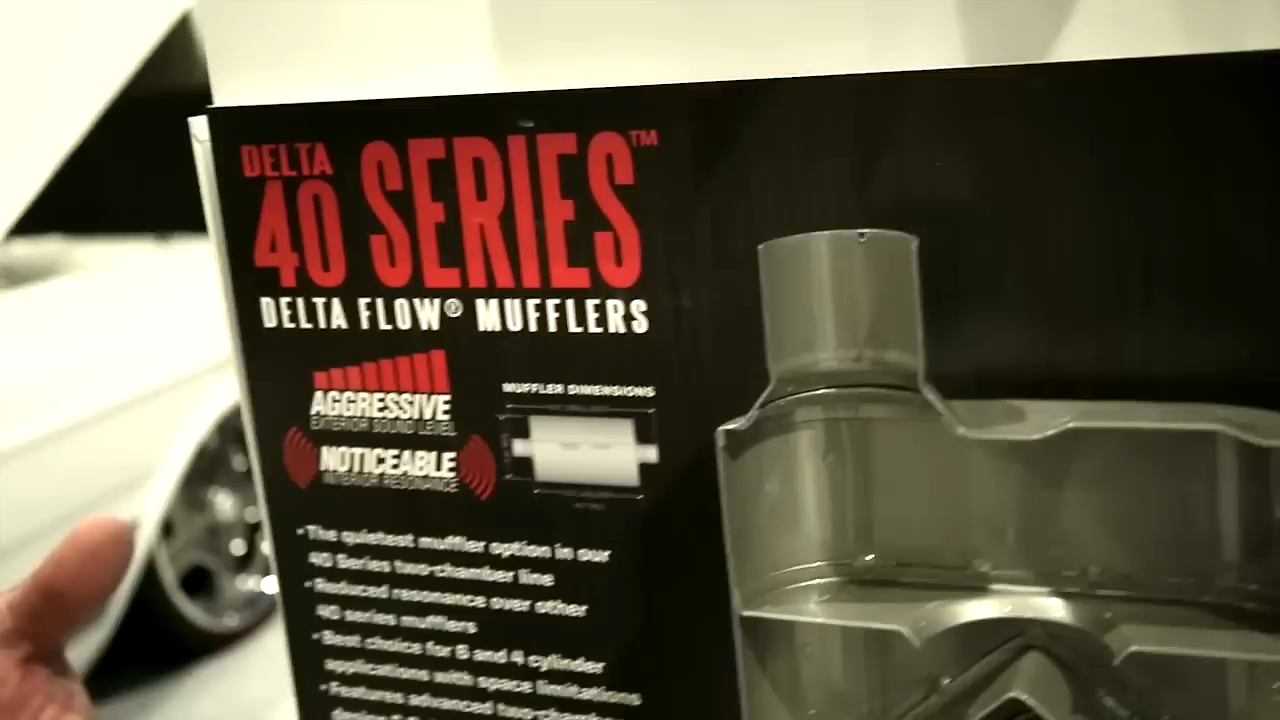 DELTA
40 SERIES™
DELTA FLOW® MUFFLERS
AGGRESSIVE
EXTERIOR SOUND LEVEL
NOTICEABLE
INTERIOR RESONANCE
MUFFLER DIMENSIONS
• The quietest muffler option in our
40 Series two-chamber line
• Reduced resonance over other
40 series mufflers
• Best choice for 6 and 4 cylinder
applications with space limitations
• Features advanced two-chamber